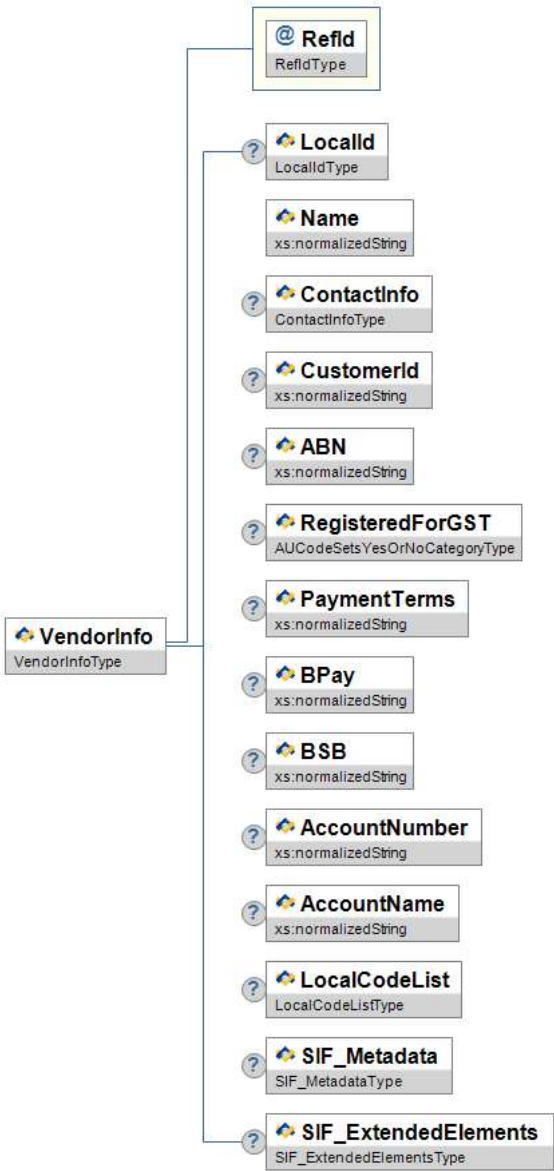 @ RefId
RefIdType
? LocalId
LocalIdType
Name
xs:normalizedString
? ContactInfo
ContactInfoType
? CustomerId
xs:normalizedString
? ABN
xs:normalizedString
? RegisteredForGST
AUCodeSetsYesOrNoCategoryType
VendorInfo
VendorInfoType
? PaymentTerms
xs:normalizedString
? BPay
xs:normalizedString
? BSB
xs:normalizedString
? AccountNumber
xs:normalizedString
? AccountName
xs:normalizedString
? LocalCodeList
LocalCodeListType
? SIF_Metadata
SIF_MetadataType
? SIF_ExtendedElements
SIF_ExtendedElementsType